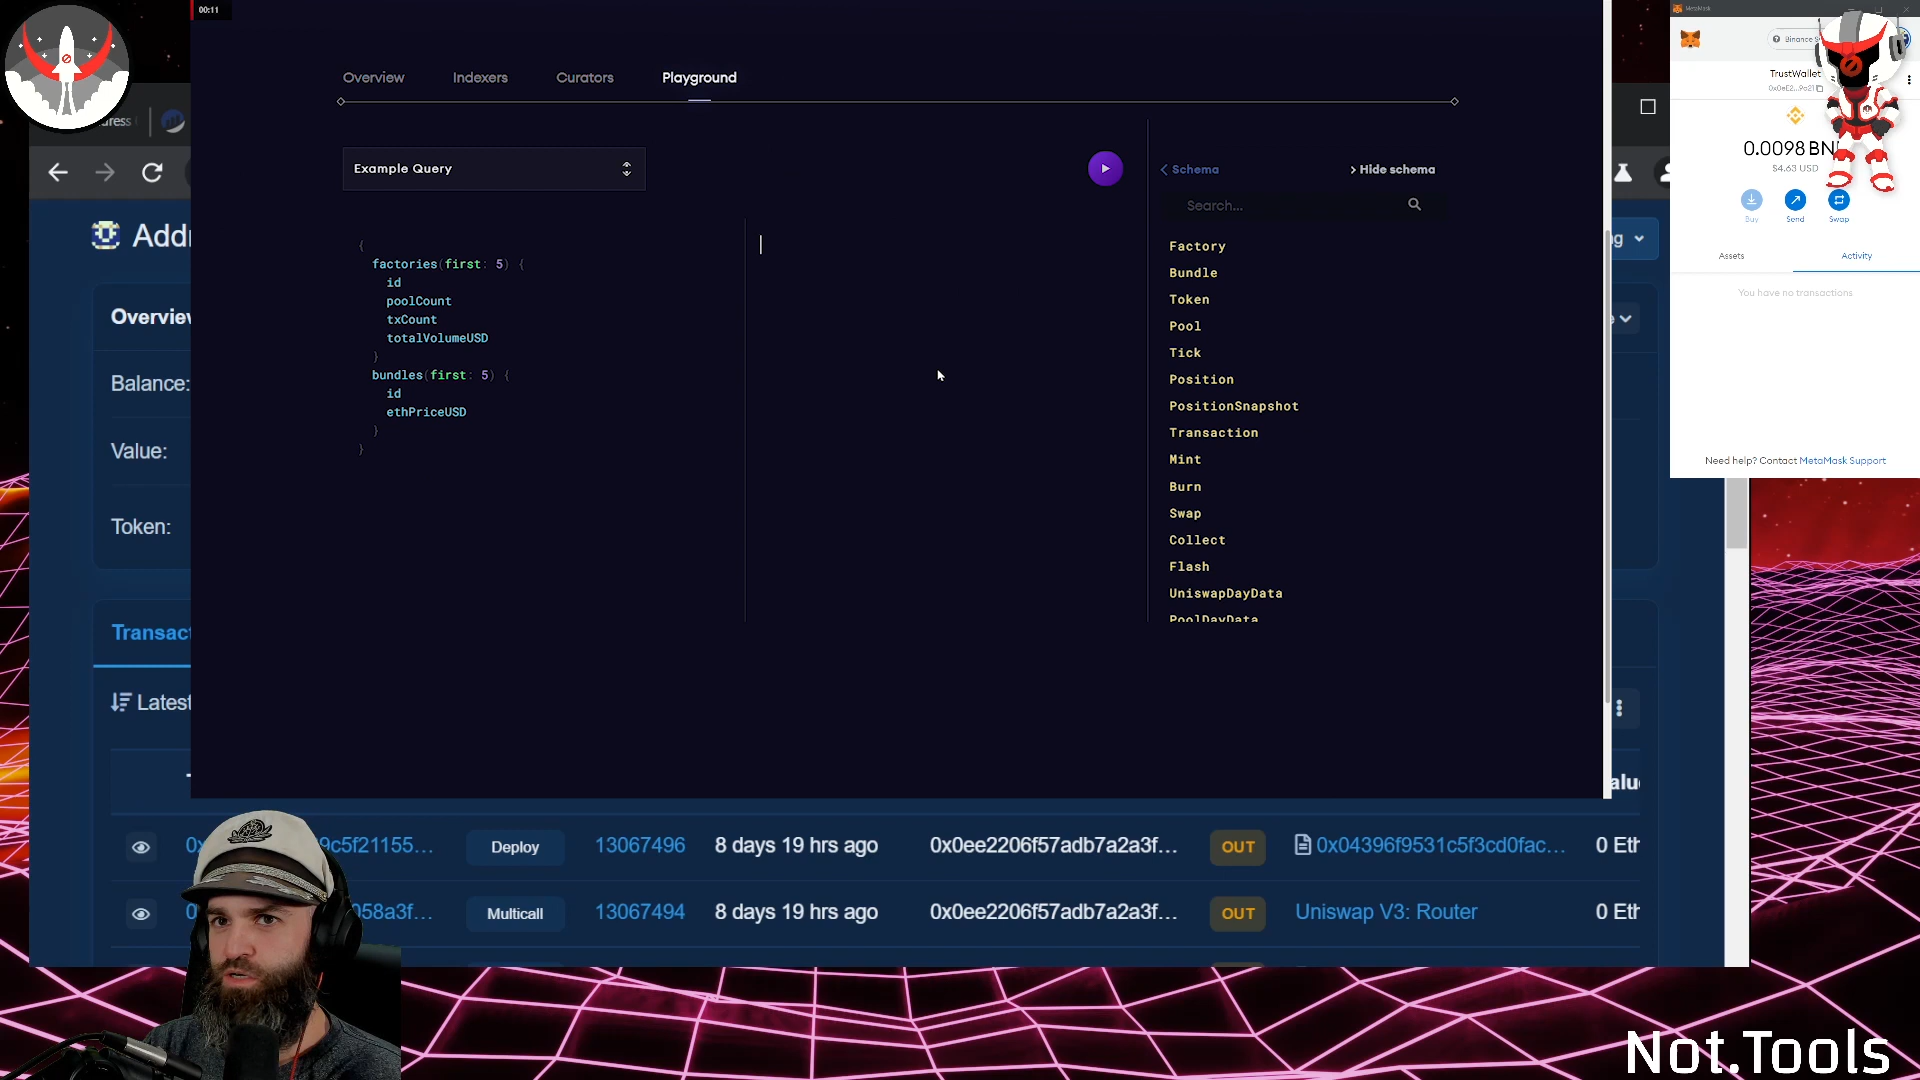 00:11
Overview
Indexers
Curators
Playground
Example Query
Schema
Hide schema
Search...
{
factories(first: 5) {
id
poolCount
txCount
totalVolumeUSD
}
bundles(first: 5) {
id
ethPriceUSD
}
}
Factory
Bundle
Token
Pool
Tick
Position
PositionSnapshot
Transaction
Mint
Burn
Swap
Collect
Flash
UniswapDayData
PoolDayData
Balance:
Value:
Token:
Latest
Deploy
13067496
8 days 19 hrs ago
0x0ee2206f57adb7a2a3f...
OUT
0x04396f9531c5f3cd0fac...
0 Eth
Multicall
13067494
8 days 19 hrs ago
0x0ee2206f57adb7a2a3f...
OUT
Uniswap V3: Router
0 Eth
MetaMask
TrustWallet
0.0098 BN
$4.63 USD
Buy
Send
Swap
Assets
Activity
You have no transactions
Need help? Contact MetaMask Support
Not.Tools